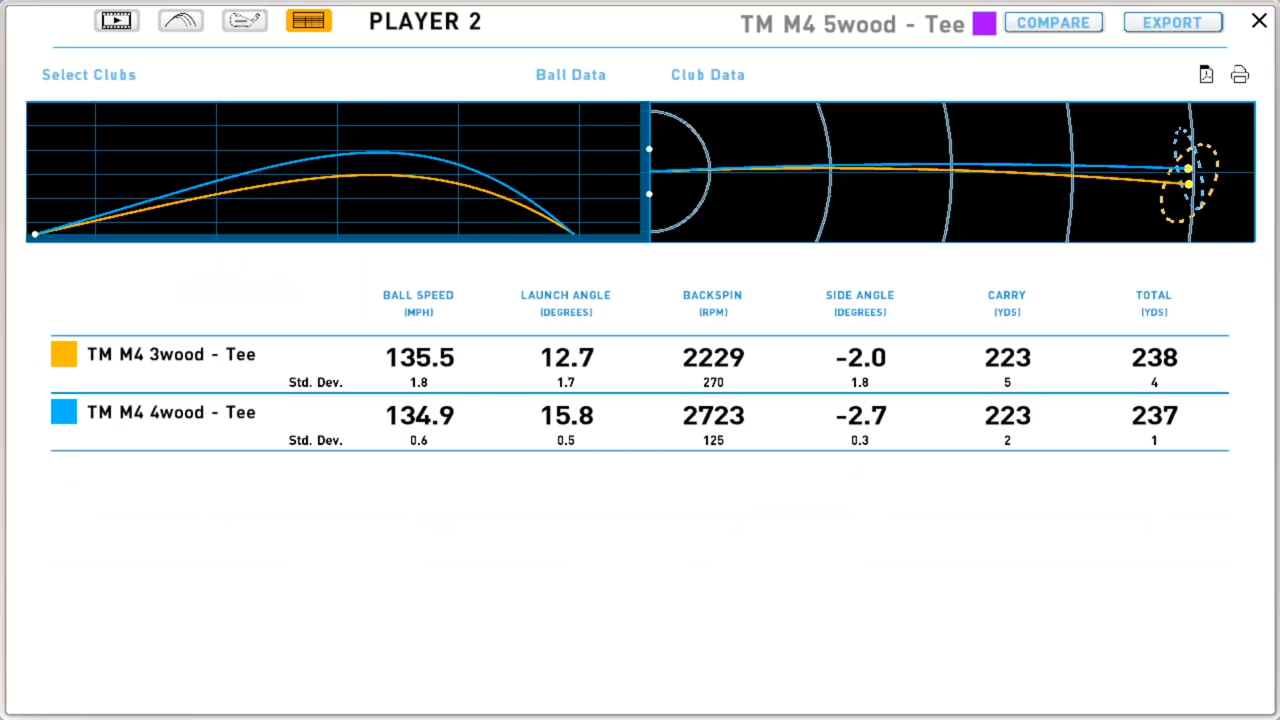 PLAYER 2
TM M4 5wood - Tee
COMPARE
EXPORT
Select Clubs
Ball Data
Club Data
BALL SPEED LAUNCH ANGLE BACKSPIN SIDE ANGLE CARRY TOTAL
(MPH) (DEGREES) (RPM) (DEGREES) (YDS) (YDS)
TM M4 3wood - Tee 135.5 12.7 2229 -2.0 223 238
Std. Dev. 1.8 1.7 270 1.8 5 4
TM M4 4wood - Tee 134.9 15.8 2723 -2.7 223 237
Std. Dev. 0.6 0.5 125 0.3 2 1